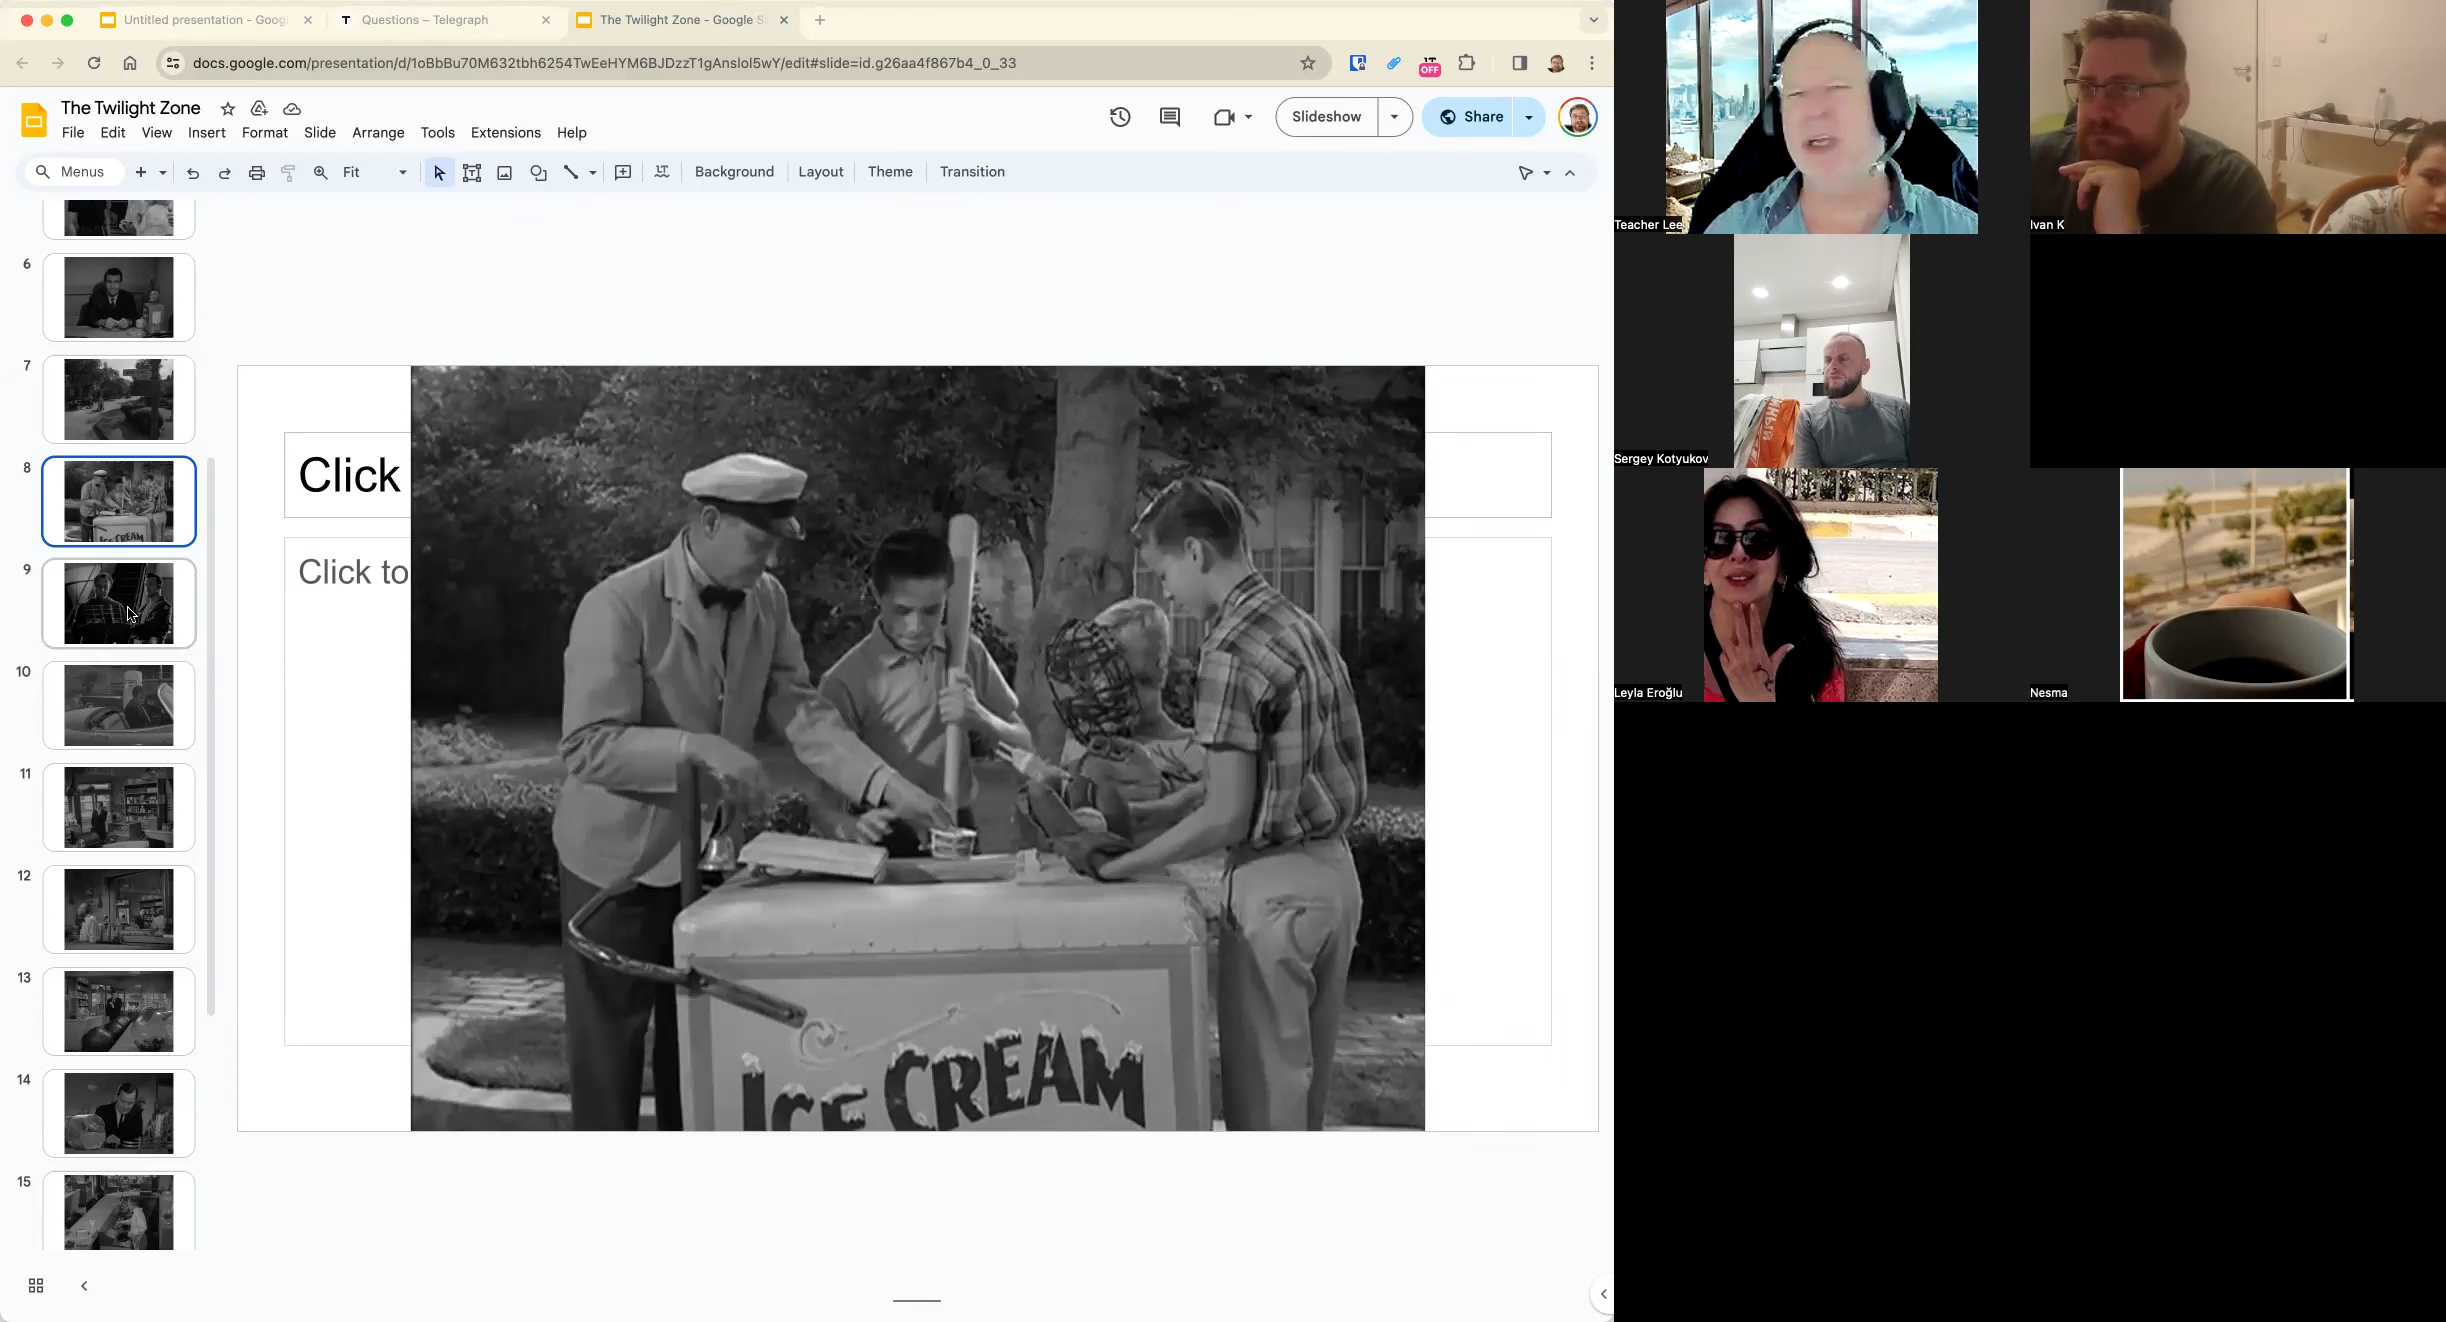 Untitled presentation - Goog
Questions – Telegraph
The Twilight Zone - Google S
docs.google.com/presentation/d/1oBbBu70M632tbh6254TwEeHYM6BJDzzT1gAnslol5wY/edit#slide=id.g26aa4f867b4_0_33
OFF
The Twilight Zone
File Edit View Insert Format Slide Arrange Tools Extensions Help
Slideshow
Share
Menus
Fit
Background
Layout
Theme
Transition
6
7
8
ICE CREAM
9
10
11
12
13
14
15
Click
Click to
ICE CREAM
Teacher Lee
Ivan K
Sergey Kotyukov
Leyla Eroğlu
Nesma